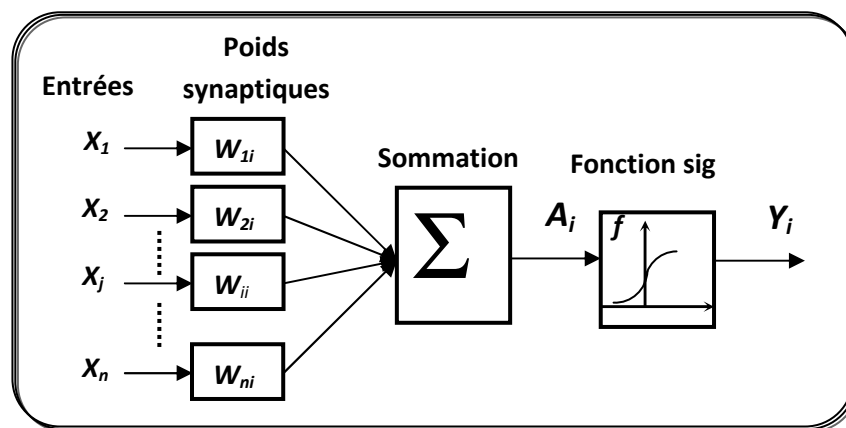 Poids
synaptiques
Entrées
X1
W1i
Sommation
Fonction sig
X2
W2i
Σ
Ai
f
Yi
Xj
Wii
Xn
Wni